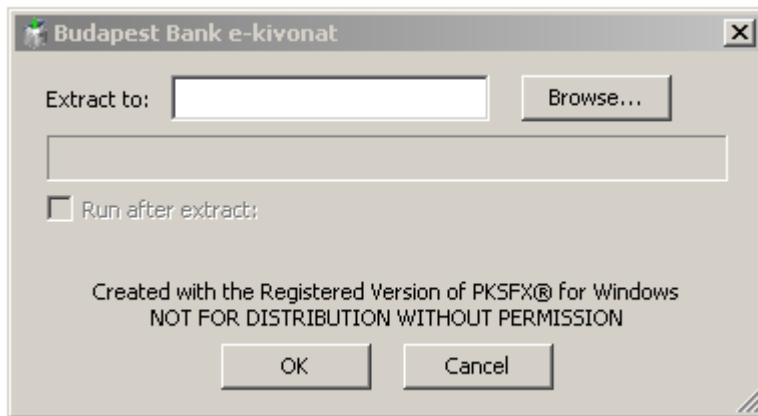 Budapest Bank e-kivonat
Extract to:
Browse...
Run after extract:
Created with the Registered Version of PKSFX® for Windows
NOT FOR DISTRIBUTION WITHOUT PERMISSION
OK
Cancel